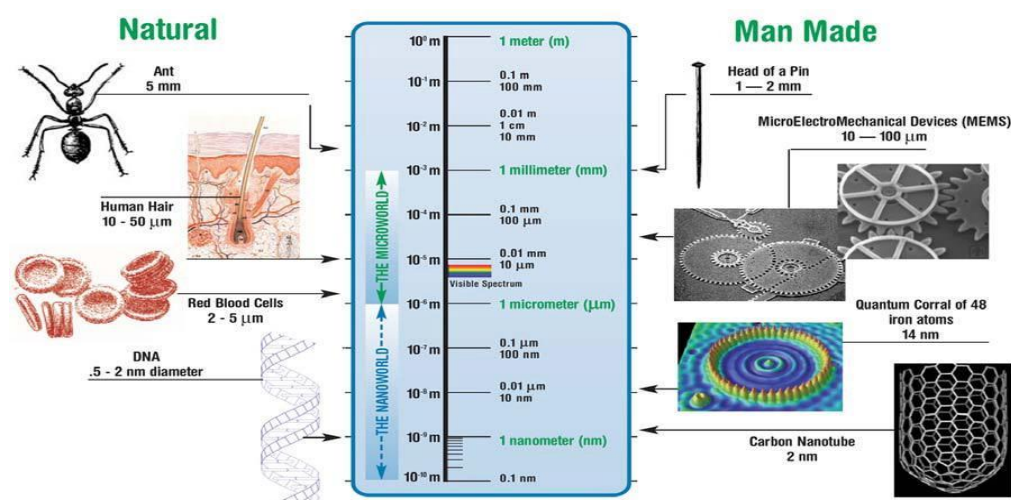 Natural
Man Made
Ant
5 mm
Human Hair
10 - 50 μm
Red Blood Cells
2 - 5 μm
DNA
.5 - 2 nm diameter
10⁰ m
1 meter (m)
10⁻¹ m
0.1 m
100 mm
10⁻² m
0.01 m
1 cm
10 mm
10⁻³ m
1 millimeter (mm)
10⁻⁴ m
0.1 mm
100 μm
10⁻⁵ m
0.01 mm
10 μm
Visible Spectrum
10⁻⁶ m
1 micrometer (μm)
10⁻⁷ m
0.1 μm
100 nm
10⁻⁸ m
0.01 μm
10 nm
10⁻⁹ m
1 nanometer (nm)
10⁻¹⁰ m
0.1 nm
THE MICROWORLD
THE NANOWORLD
Head of a Pin
1 — 2 mm
MicroElectroMechanical Devices (MEMS)
10 — 100 μm
Quantum Corral of 48
iron atoms
14 nm
Carbon Nanotube
2 nm